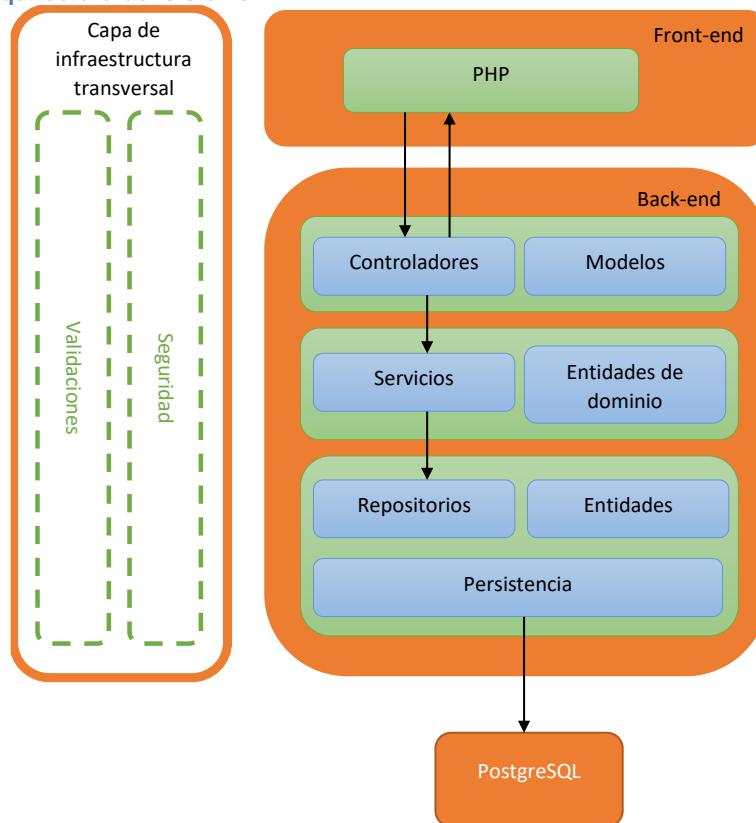 Capa de
infraestructura
transversal
Validaciones
Seguridad
Front-end
PHP
Back-end
Controladores
Modelos
Servicios
Entidades de
dominio
Repositorios
Entidades
Persistencia
PostgreSQL